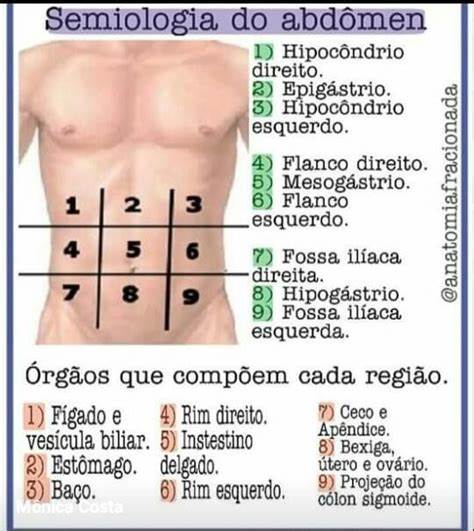 Semiologia do abdômen
1) Hipocôndrio
direito.
2) Epigástrio.
3) Hipocôndrio
esquerdo.
4) Flanco direito.
5) Mesogástrio.
6) Flanco
esquerdo.
7) Fossa ilíaca
direita.
8) Hipogástrio.
9) Fossa ilíaca
esquerda.
@anatomiafracionada
1 2 3
4 5 6
7 8 9
Órgãos que compõem cada região.
1) Fígado e
vesícula biliar.
2) Estômago.
3) Baço.
4) Rim direito.
5) Instestino
delgado.
6) Rim esquerdo.
7) Ceco e
Apêndice.
8) Bexiga,
útero e ovário.
9) Projeção do
cólon sigmoide.
Monica Costa